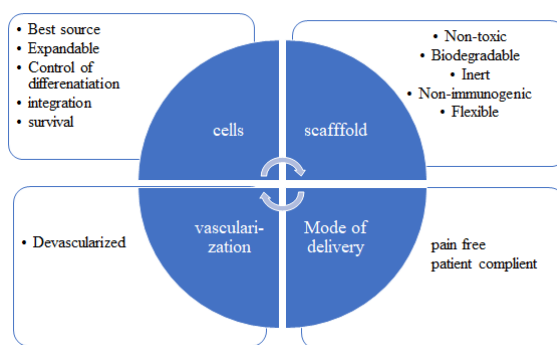 • Best source
• Expandable
• Control of
differenatiation
• integration
• survival
• Non-toxic
• Biodegradable
• Inert
• Non-immunogenic
• Flexible
cells
scafffold
vasculari-
zation
Mode of
delivery
• Devascularized
pain free
patient complient